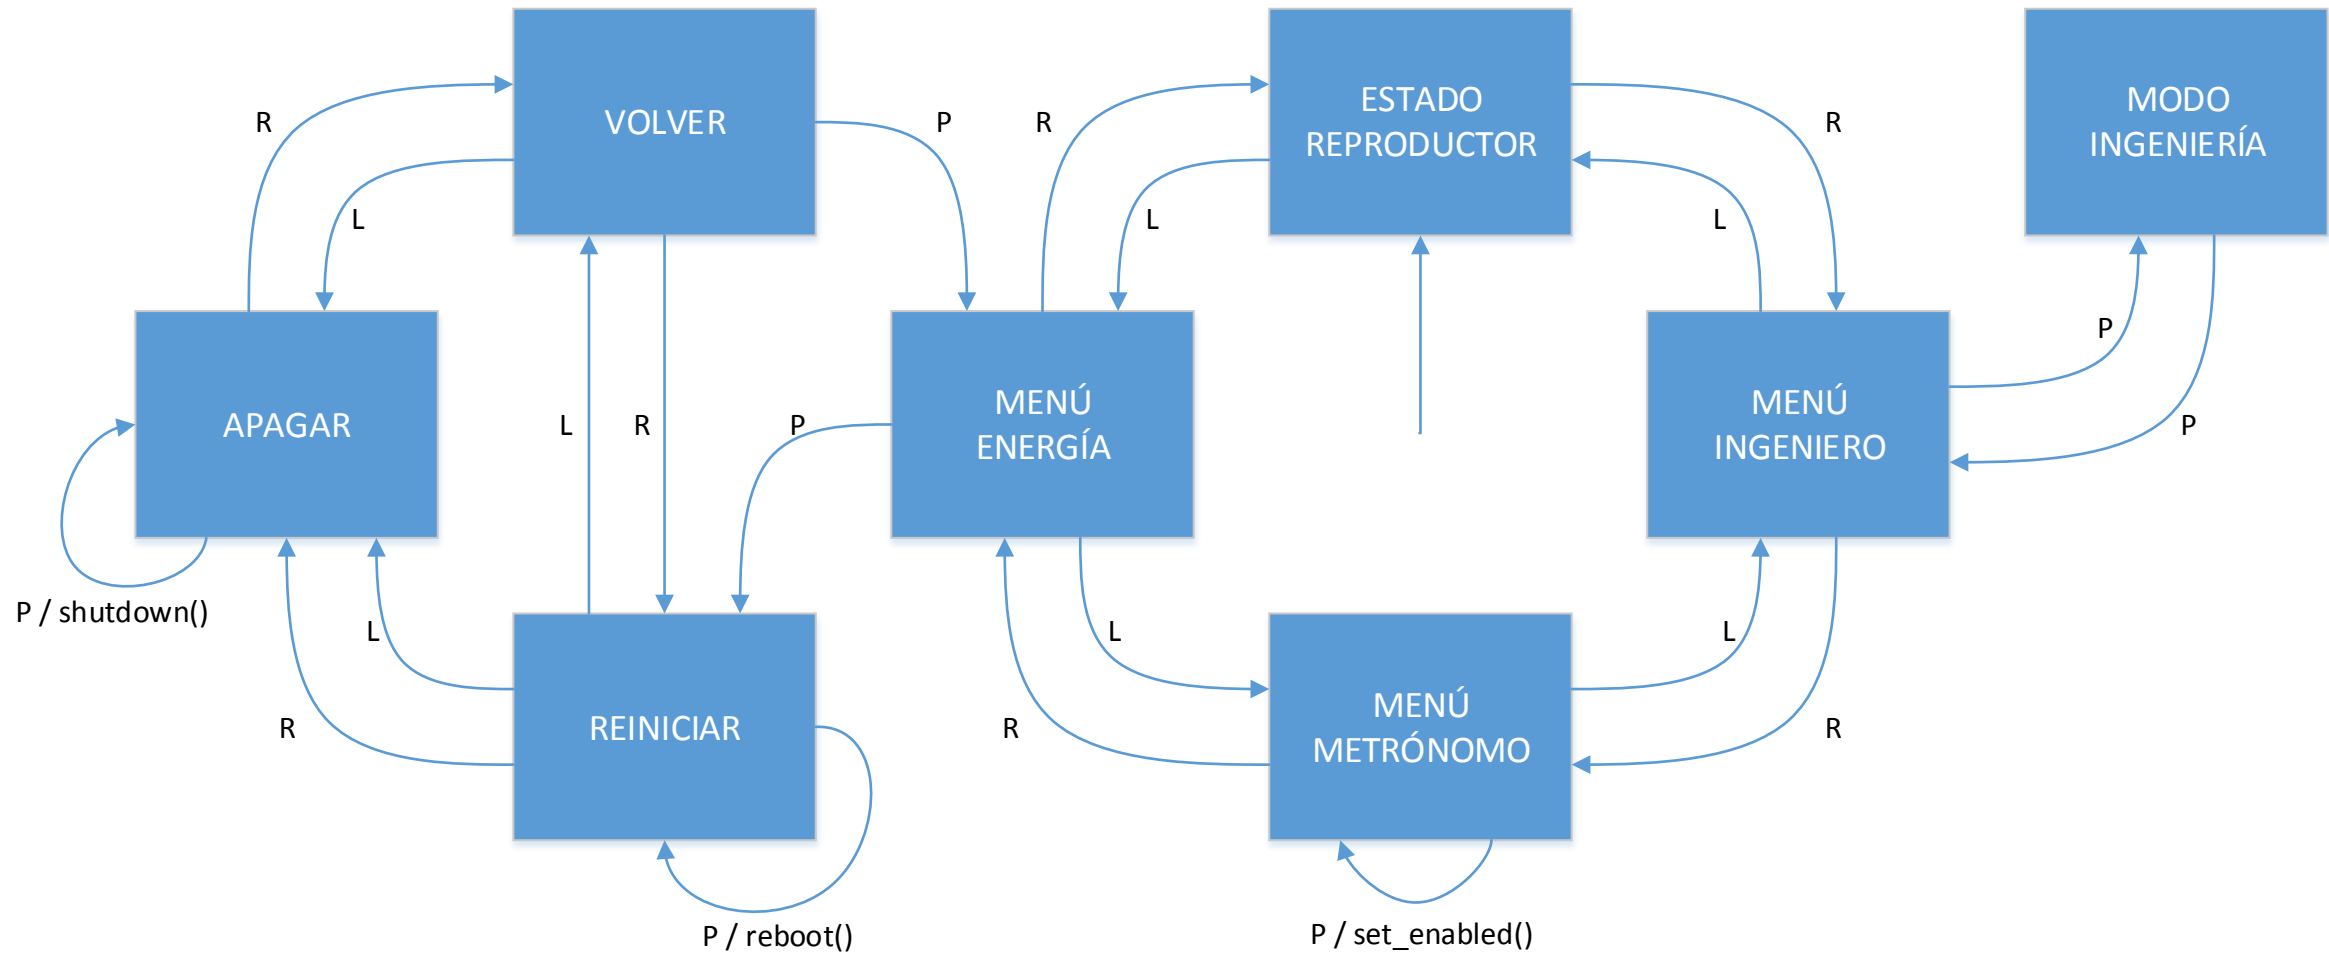 VOLVER
ESTADO
REPRODUCTOR
MODO
INGENIERÍA
R
P
R
R
L
L
L
P
APAGAR
L
R
P
MENÚ
ENERGÍA
MENÚ
INGENIERO
P
P / shutdown()
L
L
L
R
REINICIAR
R
MENÚ
METRÓNOMO
R
P / reboot()
P / set_enabled()